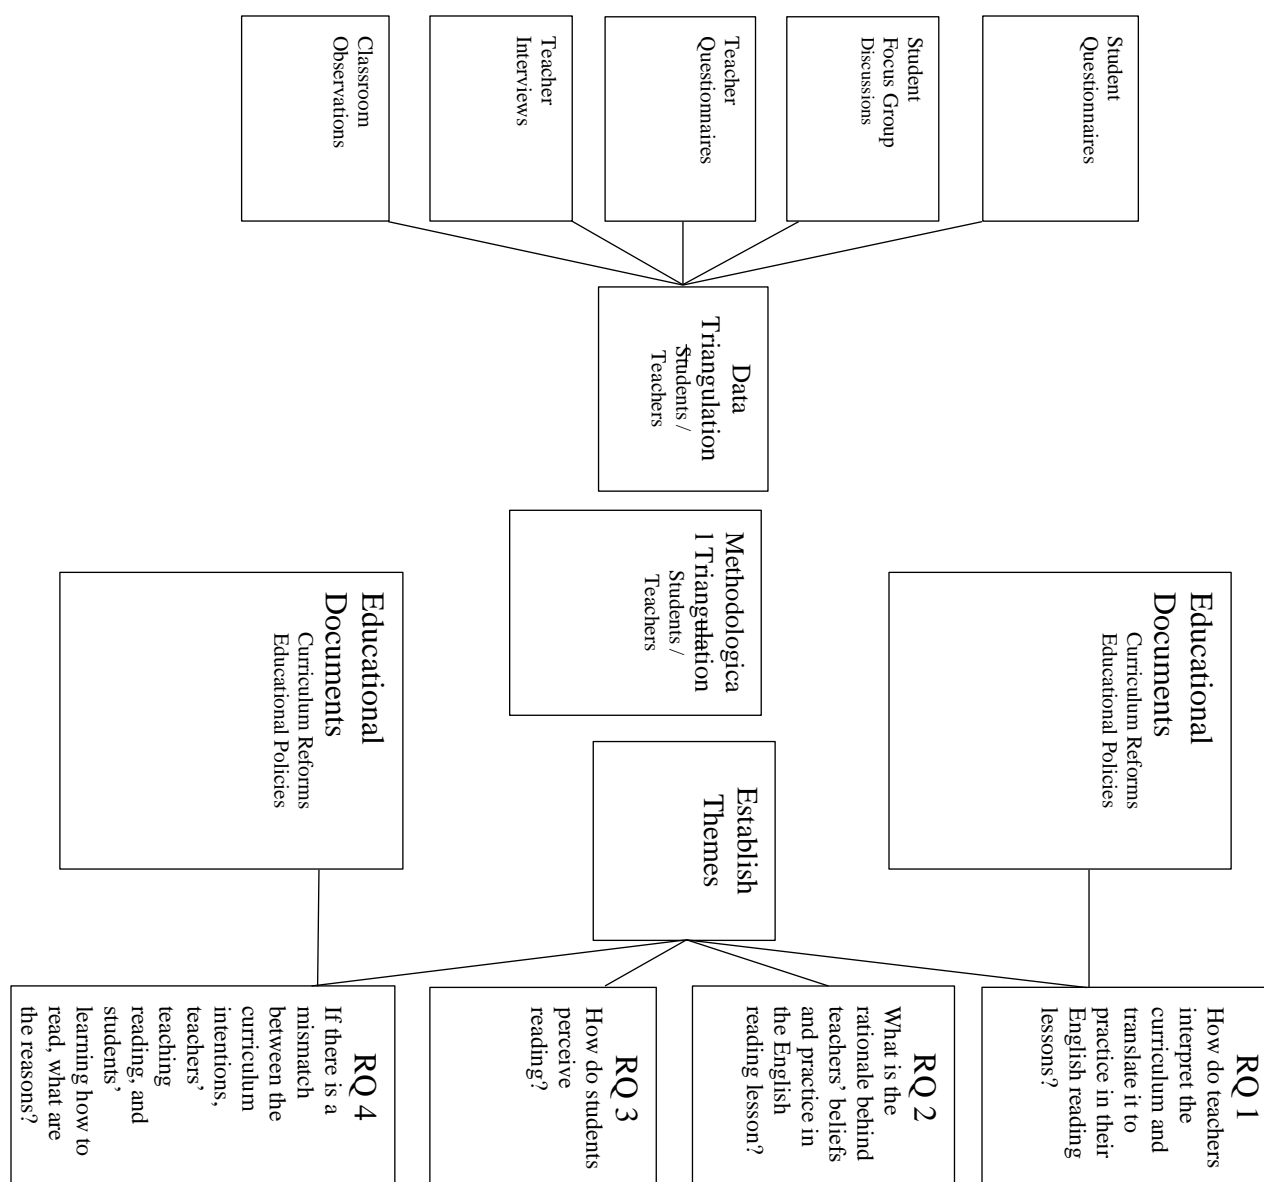 Student
Questionnaires
Student
Focus Group
Discussions
Teacher
Questionnaires
Teacher
Interviews
Classroom
Observations
Data
Triangulation
Students /
Teachers
Methodologica
l Triangulation
Students /
Teachers
Educational
Documents
Curriculum Reforms
Educational Policies
Educational
Documents
Curriculum Reforms
Educational Policies
Establish
Themes
RQ 1
How do teachers
interpret the
curriculum and
translate it to
practice in their
English reading
lessons?
RQ 2
What is the
rationale behind
teachers’ beliefs
and practice in
the English
reading lesson?
RQ 3
How do students
perceive
reading?
RQ 4
If there is a
mismatch
between the
curriculum
intentions,
teachers’
teaching
reading, and
students’
learning how to
read, what are
the reasons?